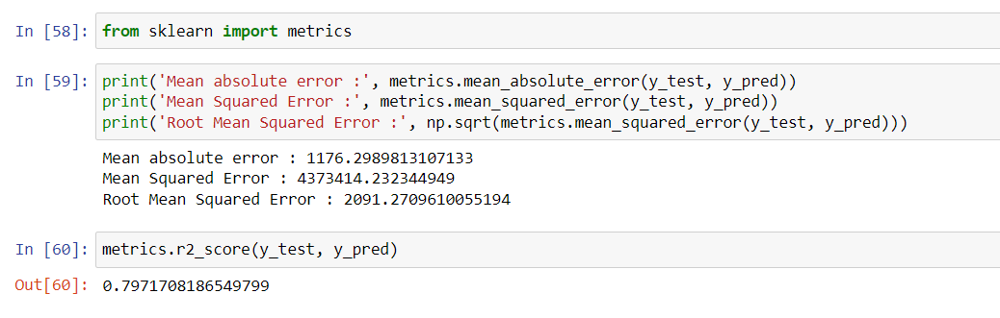 In [58]: from sklearn import metrics
In [59]: print('Mean absolute error :', metrics.mean_absolute_error(y_test, y_pred))
print('Mean Squared Error :', metrics.mean_squared_error(y_test, y_pred))
print('Root Mean Squared Error :', np.sqrt(metrics.mean_squared_error(y_test, y_pred)))
Mean absolute error : 1176.2989813107133
Mean Squared Error : 4373414.232344949
Root Mean Squared Error : 2091.2709610055194
In [60]: metrics.r2_score(y_test, y_pred)
Out[60]: 0.7971708186549799